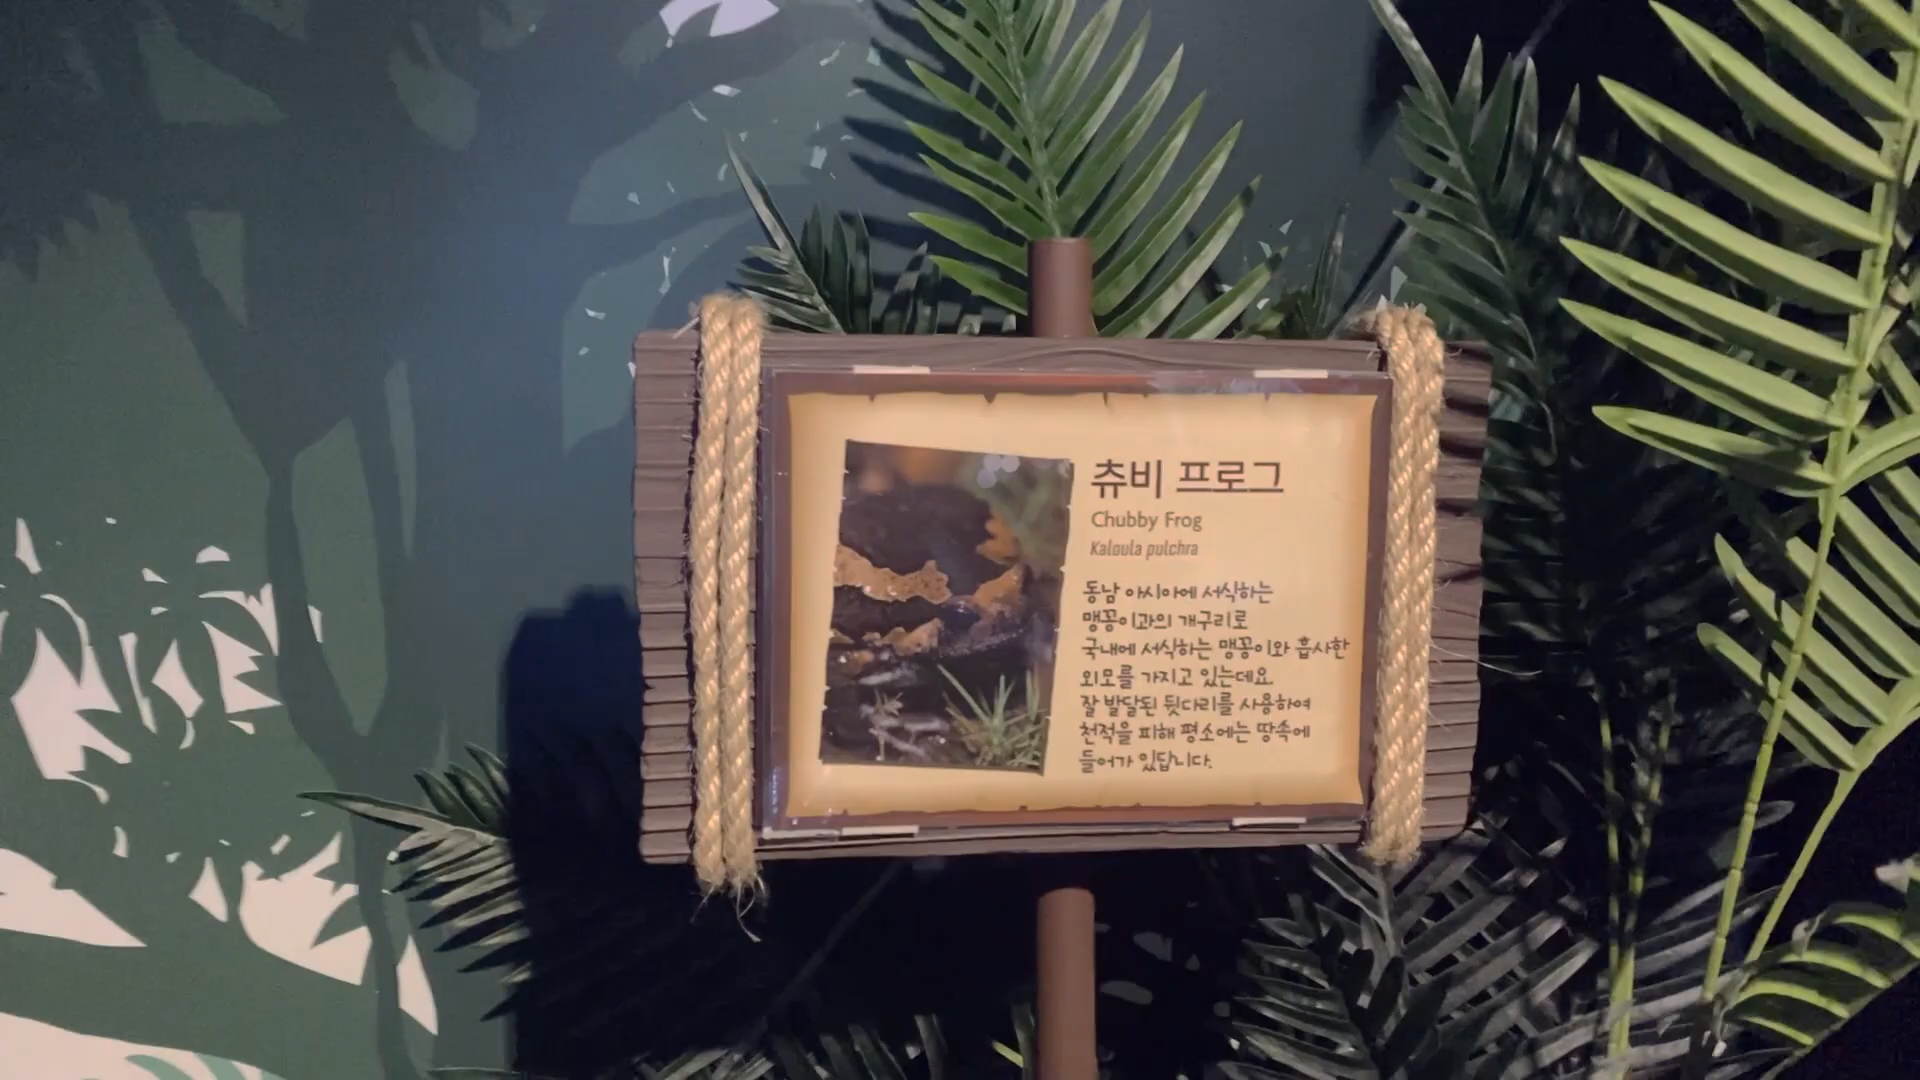 츄비 프로그
Chubby Frog
Kaloula pulchra
동남 아시아에 서식하는
맹꽁이과의 개구리로
국내에 서식하는 맹꽁이와 흡사한
외모를 가지고 있는데요.
잘 발달된 뒷다리를 사용하여
천적을 피해 평소에는 땅속에
들어가 있답니다.